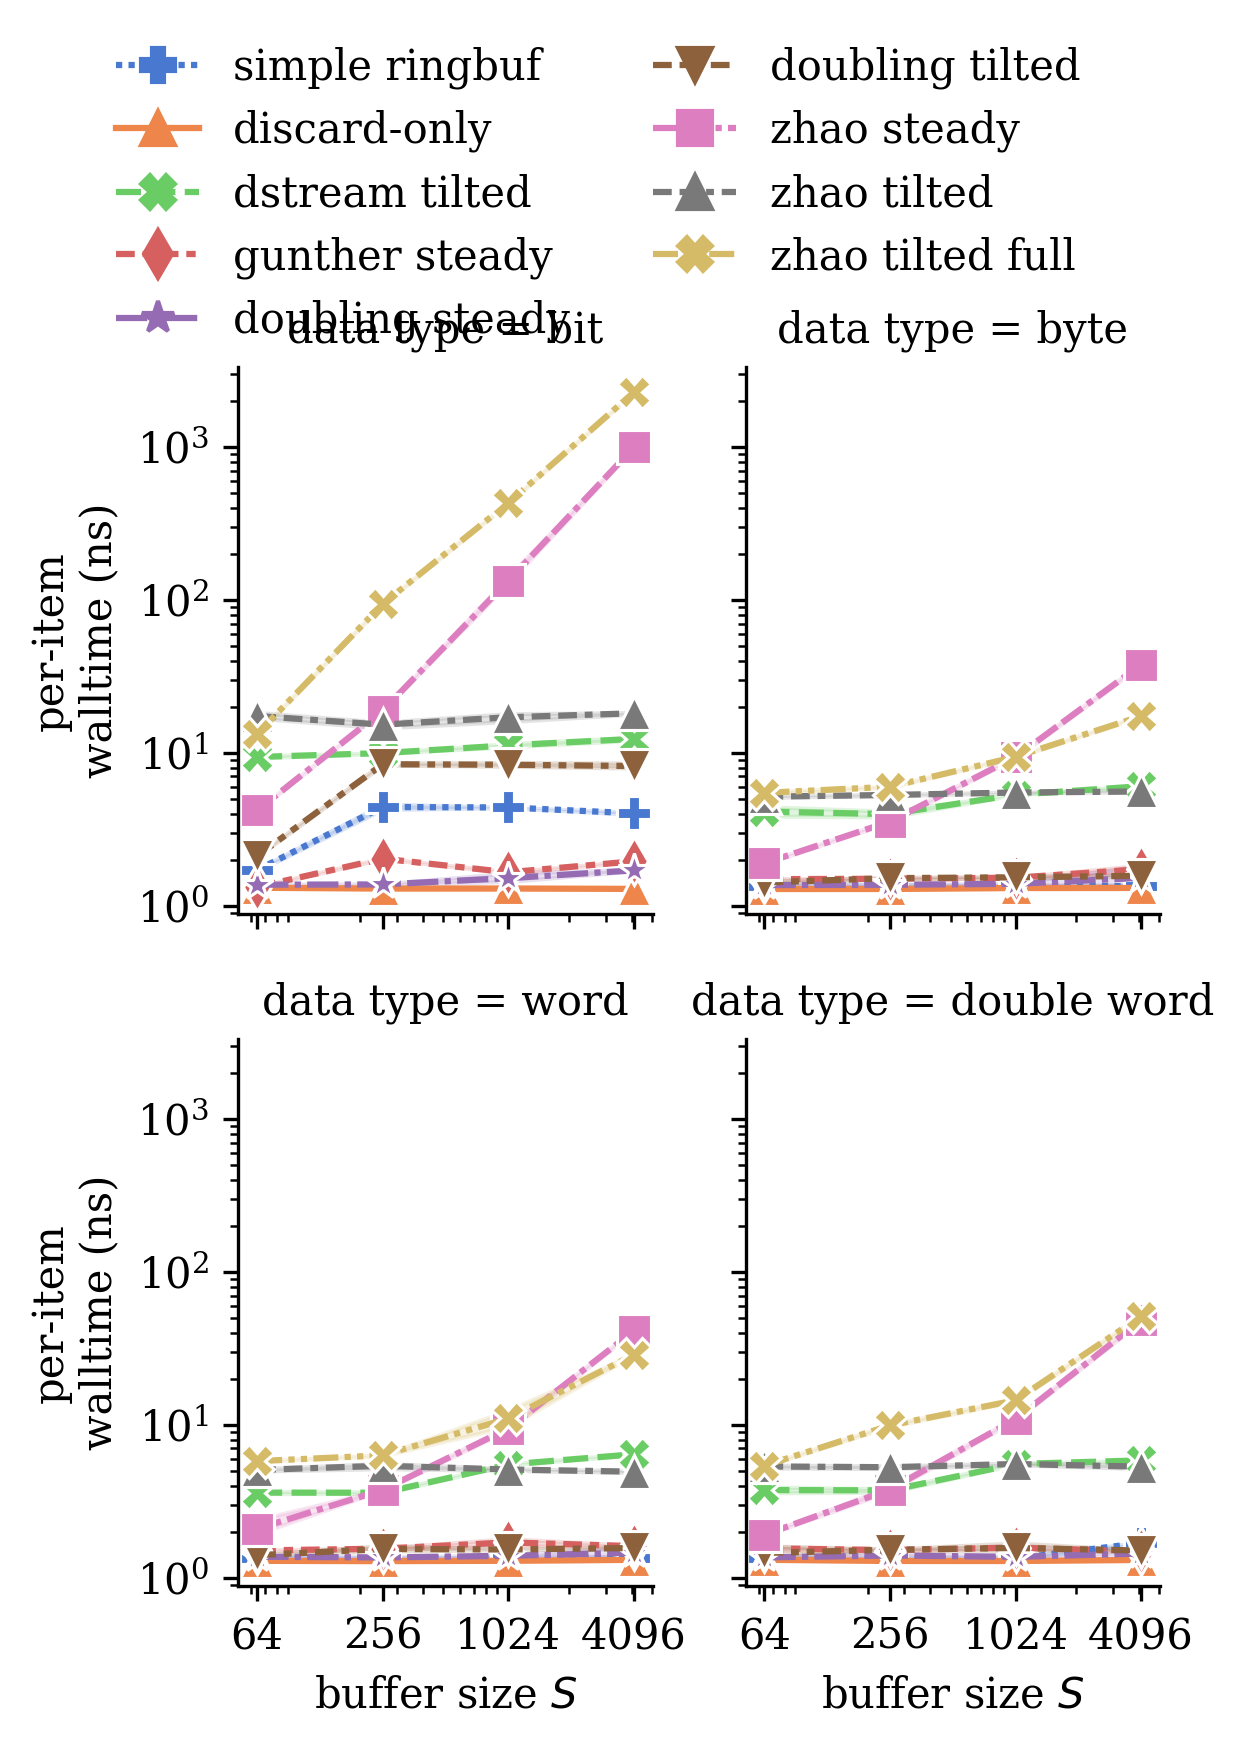 simple ringbuf
discard-only
dstream tilted
gunther steady
doubling steady
doubling tilted
zhao steady
zhao tilted
zhao tilted full
data type = bit
data type = byte
per-item
walltime (ns)
10³
10²
10¹
10⁰
data type = word
data type = double word
per-item
walltime (ns)
10³
10²
10¹
10⁰
64 256 1024 4096
64 256 1024 4096
buffer size S
buffer size S